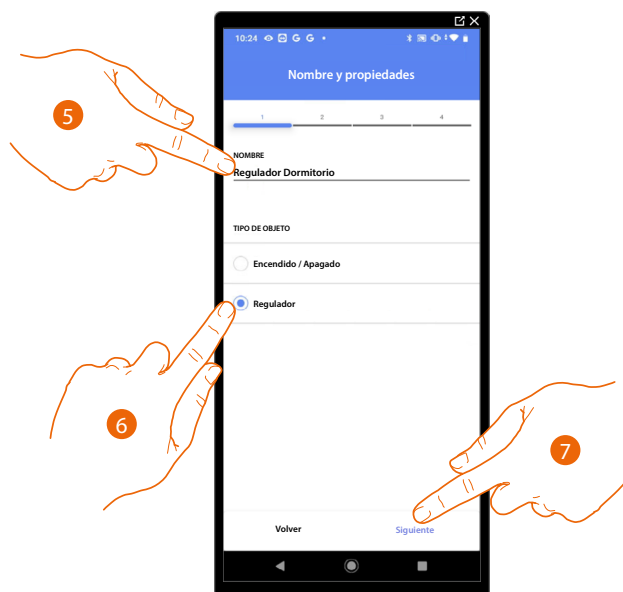 10:24 G G
Nombre y propiedades
1 2 3 4
NOMBRE
5
Regulador Dormitorio
TIPO DE OBJETO
Encendido / Apagado
Regulador
6
7
Volver Siguiente